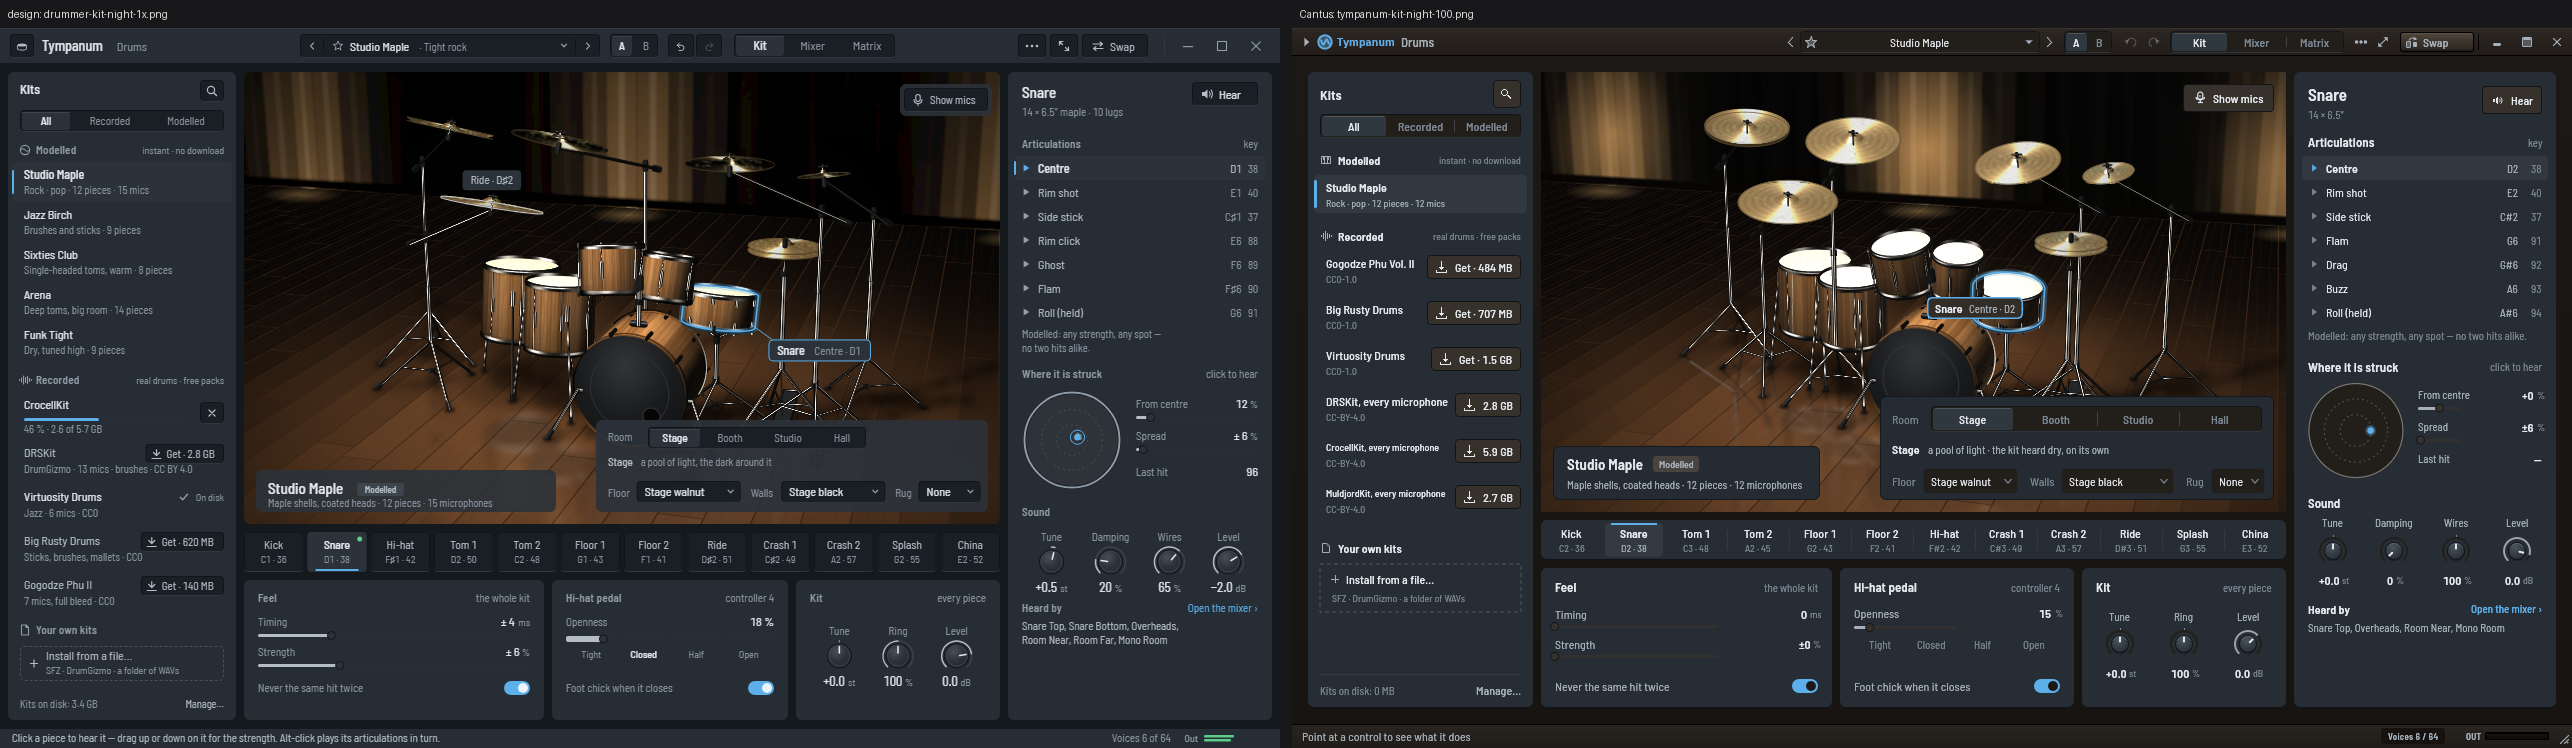 design: drummer-kit-night-1x.png
Tympanum Drums
Studio Maple · Tight rock
A B
Kit Mixer Matrix
Swap
Kits
All Recorded Modelled
Modelled instant · no download
Studio Maple
Rock · pop · 12 pieces · 15 mics
Jazz Birch
Brushes and sticks · 9 pieces
Sixties Club
Single-headed toms, warm · 8 pieces
Arena
Deep toms, big room · 14 pieces
Funk Tight
Dry, tuned high · 9 pieces
Recorded real drums · free packs
CrocellKit
46 % · 2.6 of 5.7 GB
DRSKit Get · 2.8 GB
DrumGizmo · 13 mics · brushes · CC BY 4.0
Virtuosity Drums On disk
Jazz · 6 mics · CC0
Big Rusty Drums Get · 620 MB
Sticks, brushes, mallets · CC0
Gogodze Phu II Get · 140 MB
7 mics, full bleed · CC0
Your own kits
Install from a file...
SFZ · DrumGizmo · a folder of WAVs
Kits on disk: 3.4 GB Manage...
Show mics
Ride · D♯2
Snare Centre · D1
Studio Maple Modelled
Maple shells, coated heads · 12 pieces · 15 microphones
Room Stage Booth Studio Hall
Stage a pool of light, the dark around it
Floor Stage walnut Walls Stage black Rug None
Kick Snare Hi-hat Tom 1 Tom 2 Floor 1 Floor 2 Ride Crash 1 Crash 2 Splash China
C1 · 36 D1 · 38 F♯1 · 42 D2 · 50 C2 · 48 G1 · 43 F1 · 41 D♯2 · 51 C♯2 · 49 A2 · 57 G2 · 55 E2 · 52
Feel the whole kit
Timing ± 4 ms
Strength ± 6 %
Never the same hit twice
Hi-hat pedal controller 4
Openness 18 %
Tight Closed Half Open
Foot chick when it closes
Kit every piece
Tune Ring Level
+0.0 st 100 % 0.0 dB
Snare Hear
14 × 6.5″ maple · 10 lugs
Articulations key
Centre D1 38
Rim shot E1 40
Side stick C♯1 37
Rim click E6 88
Ghost F6 89
Flam F♯6 90
Roll (held) G6 91
Modelled: any strength, any spot —
no two hits alike.
Where it is struck click to hear
From centre 12 %
Spread ± 6 %
Last hit 96
Sound
Tune Damping Wires Level
+0.5 st 20 % 65 % −2.0 dB
Heard by Open the mixer ›
Snare Top, Snare Bottom, Overheads,
Room Near, Room Far, Mono Room
Click a piece to hear it — drag up or down on it for the strength. Alt-click plays its articulations in turn.
Voices 6 of 64 Out
Cantus: tympanum-kit-night-100.png
Tympanum Drums
Studio Maple
A B
Kit Mixer Matrix
Swap
Kits
All Recorded Modelled
Modelled instant · no download
Studio Maple
Rock · pop · 12 pieces · 12 mics
Recorded real drums · free packs
Gogodze Phu Vol. II Get · 484 MB
CC0-1.0
Big Rusty Drums Get · 707 MB
CC0-1.0
Virtuosity Drums Get · 1.5 GB
CC0-1.0
DRSKit, every microphone 2.8 GB
CC-BY-4.0
CrocellKit, every microphone 5.9 GB
CC-BY-4.0
MuldjordKit, every microphone 2.7 GB
CC-BY-4.0
Your own kits
Install from a file...
SFZ · DrumGizmo · a folder of WAVs
Kits on disk: 0 MB Manage...
Show mics
Snare Centre · D2
Studio Maple Modelled
Maple shells, coated heads · 12 pieces · 12 microphones
Room Stage Booth Studio Hall
Stage a pool of light · the kit heard dry, on its own
Floor Stage walnut Walls Stage black Rug None
Kick Snare Tom 1 Tom 2 Floor 1 Floor 2 Hi-hat Crash 1 Crash 2 Ride Splash China
C2 · 36 D2 · 38 C3 · 48 A2 · 45 G2 · 43 F2 · 41 F#2 · 42 C#3 · 49 A3 · 57 D#3 · 51 G3 · 55 E3 · 52
Feel the whole kit
Timing 0 ms
Strength ±0 %
Never the same hit twice
Hi-hat pedal controller 4
Openness 15 %
Tight Closed Half Open
Foot chick when it closes
Kit every piece
Tune Ring Level
+0.0 st 100 % 0.0 dB
Snare Hear
14 × 6.5″
Articulations key
Centre D2 38
Rim shot E2 40
Side stick C#2 37
Flam G6 91
Drag G#6 92
Buzz A6 93
Roll (held) A#6 94
Modelled: any strength, any spot — no two hits alike.
Where it is struck click to hear
From centre +0 %
Spread ±6 %
Last hit —
Sound
Tune Damping Wires Level
+0.0 st 0 % 100 % 0.0 dB
Heard by Open the mixer ›
Snare Top, Overheads, Room Near, Mono Room
Point at a control to see what it does
Voices 6 / 64 OUT